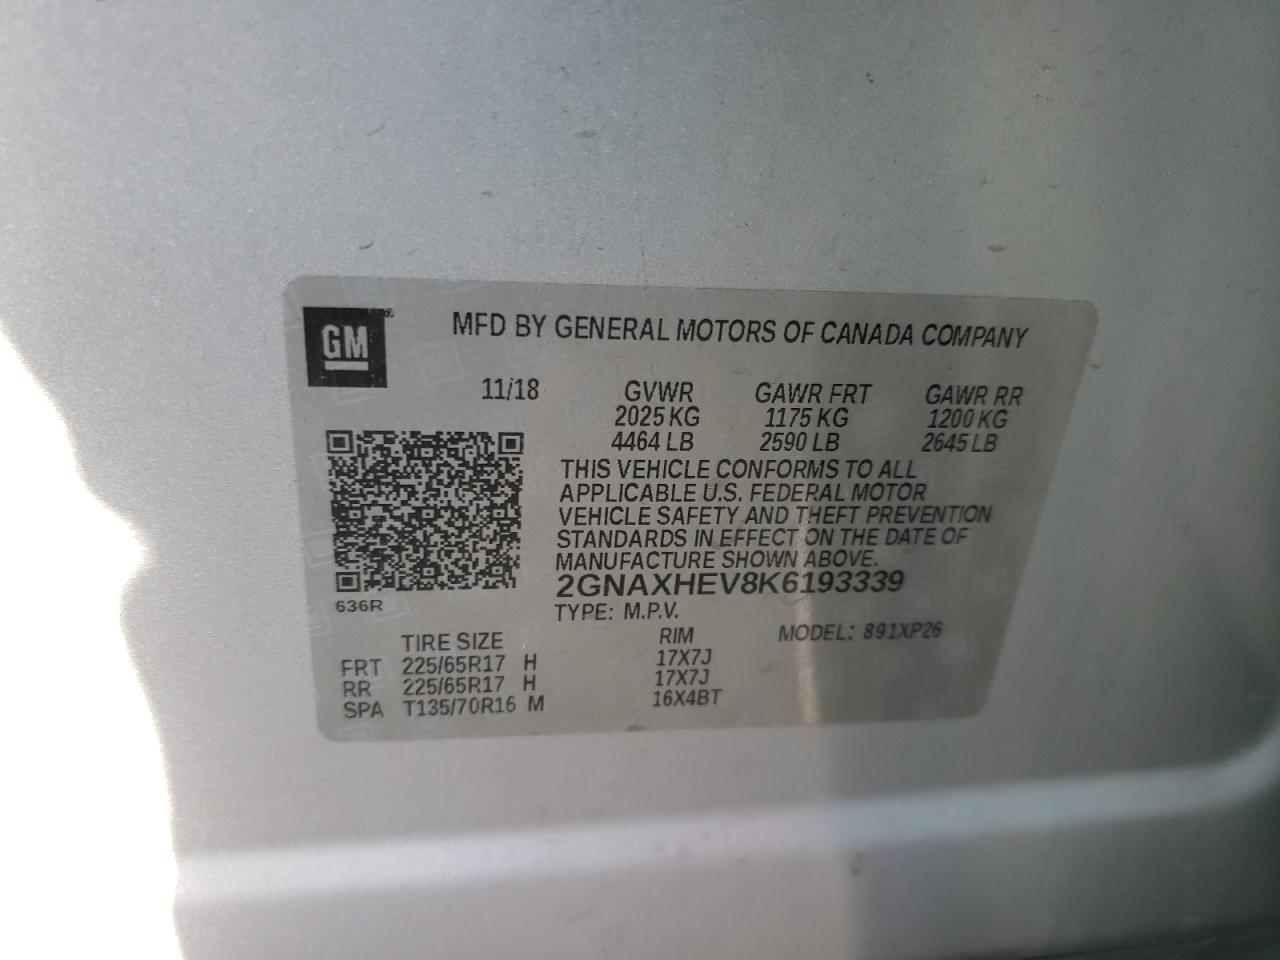 GM
MFD BY GENERAL MOTORS OF CANADA COMPANY
11/18 GVWR GAWR FRT GAWR RR
2025 KG 1175 KG 1200 KG
4464 LB 2590 LB 2645 LB
THIS VEHICLE CONFORMS TO ALL
APPLICABLE U.S. FEDERAL MOTOR
VEHICLE SAFETY AND THEFT PREVENTION
STANDARDS IN EFFECT ON THE DATE OF
MANUFACTURE SHOWN ABOVE.
2GNAXHEV8K6193339
636R
TYPE: M.P.V.
TIRE SIZE RIM MODEL: 891XP26
FRT 225/65R17 H 17X7J
RR 225/65R17 H 17X7J
SPA T135/70R16 M 16X4BT